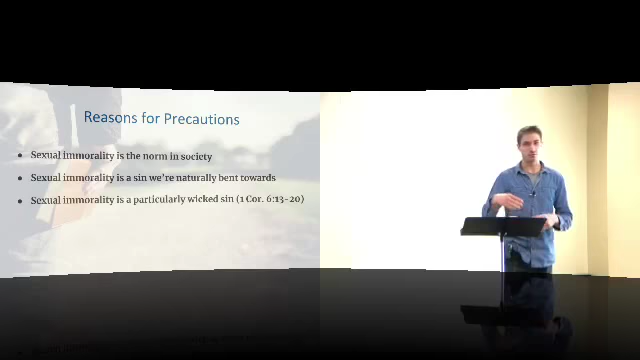 Reasons for Precautions
● Sexual immorality is the norm in society
● Sexual immorality is a sin we're naturally bent towards
● Sexual immorality is a particularly wicked sin (1 Cor. 6:13-20)